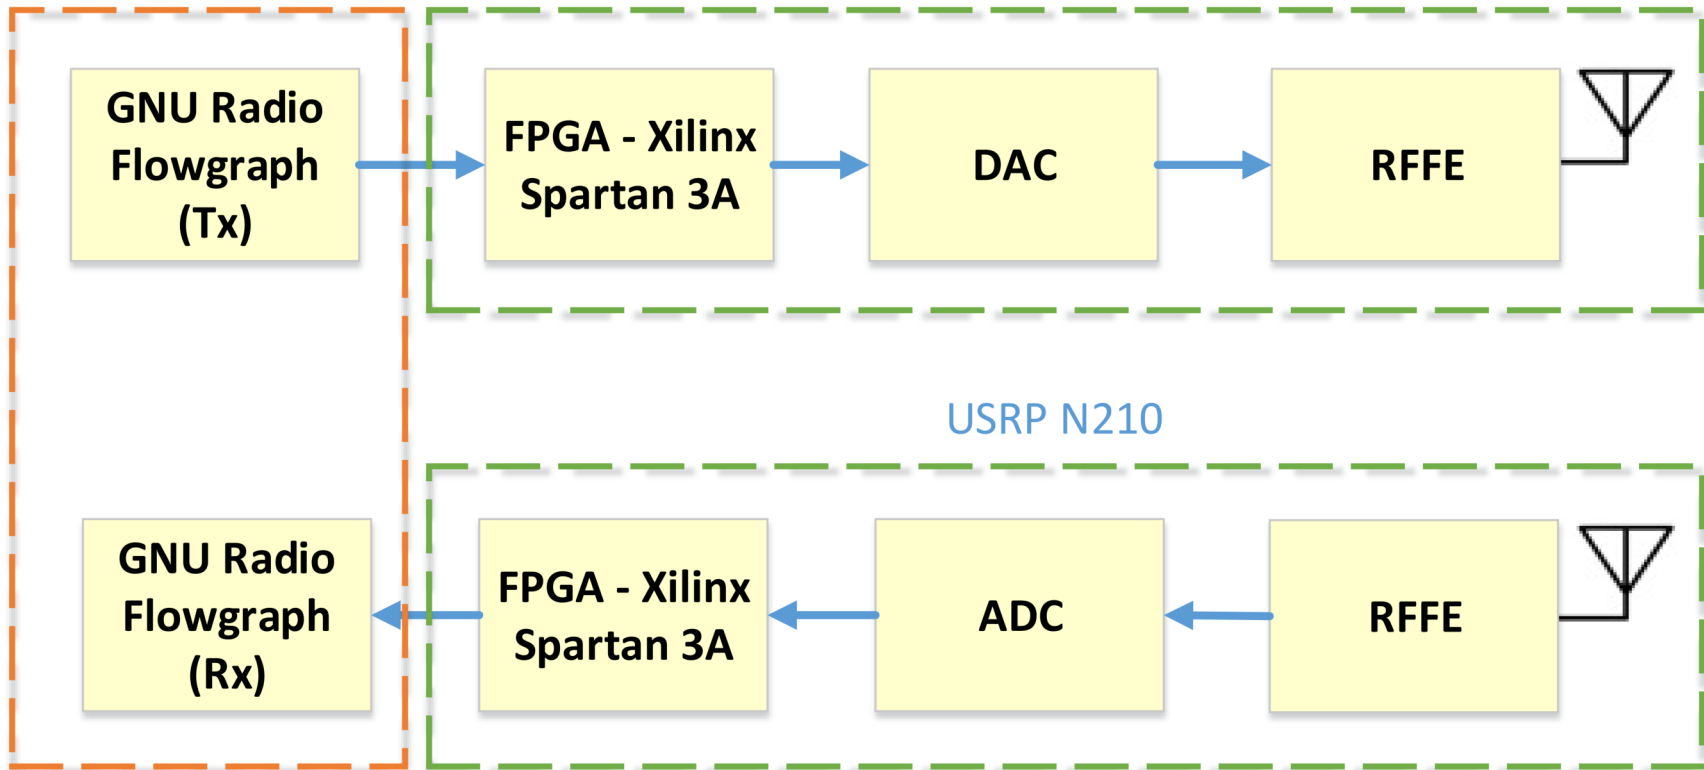 GNU Radio
Flowgraph
(Tx)
FPGA - Xilinx
Spartan 3A
DAC
RFFE
USRP N210
GNU Radio
Flowgraph
(Rx)
FPGA - Xilinx
Spartan 3A
ADC
RFFE